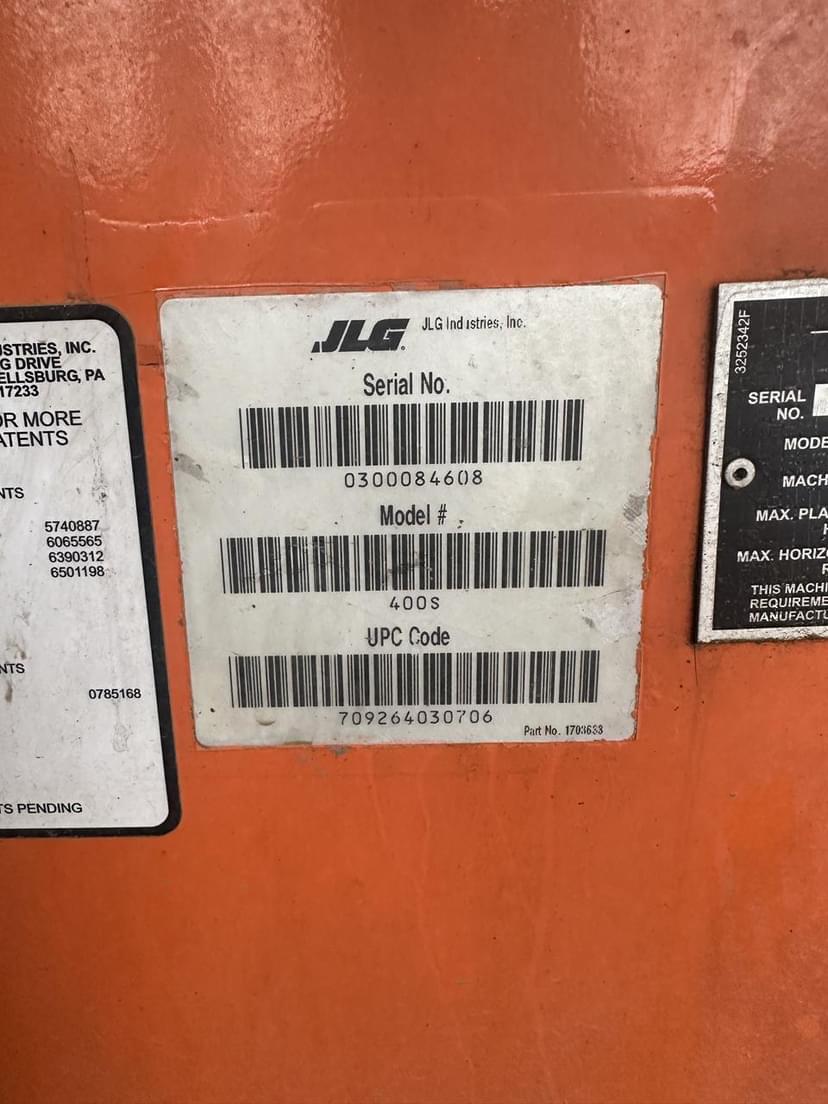 USTRIES, INC.
G DRIVE
ELLSBURG, PA
17233
OR MORE
ATENTS
NTS
5740887
6065565
6390312
6501198
NTS
0785168
TS PENDING
JLG JLG Industries, Inc.
Serial No.
0300084608
Model #
400S
UPC Code
709264030706
Part No. 1703633
3252342F
SERIAL
NO.
MODE
MACH
MAX. PLA
MAX. HORIZO
R
THIS MACHI
REQUIREME
MANUFACTU